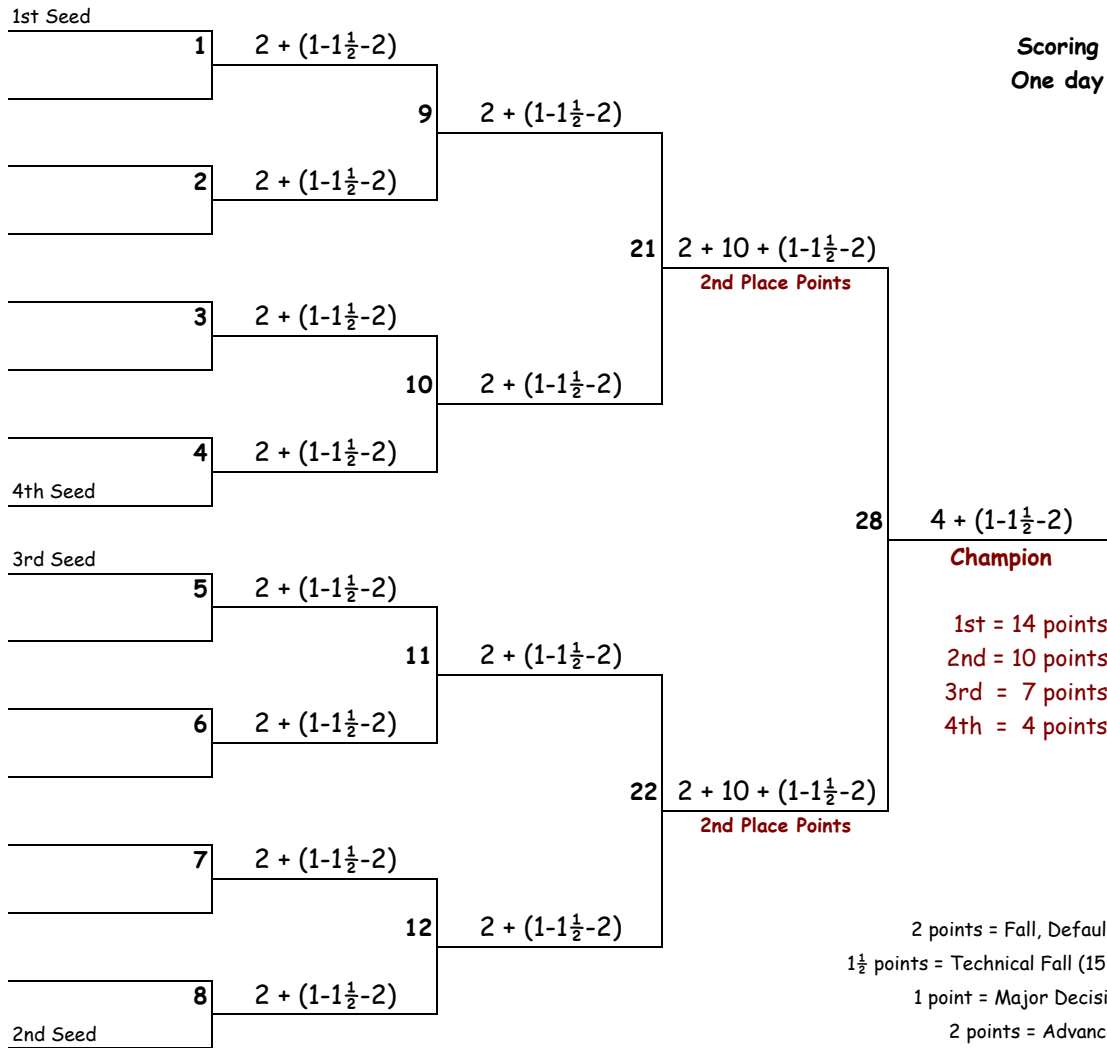 1st Seed
1 2 + (1-1½-2)
Scoring
One day
9 2 + (1-1½-2)
2 2 + (1-1½-2)
21 2 + 10 + (1-1½-2)
2nd Place Points
3 2 + (1-1½-2)
10 2 + (1-1½-2)
4 2 + (1-1½-2)
4th Seed
28 4 + (1-1½-2)
Champion
3rd Seed
5 2 + (1-1½-2)
1st = 14 points
11 2 + (1-1½-2)
2nd = 10 points
3rd = 7 points
4th = 4 points
6 2 + (1-1½-2)
22 2 + 10 + (1-1½-2)
2nd Place Points
7 2 + (1-1½-2)
12 2 + (1-1½-2)
2 points = Fall, Defaul
1½ points = Technical Fall (15
8 2 + (1-1½-2)
1 point = Major Decisi
2nd Seed
2 points = Advanc